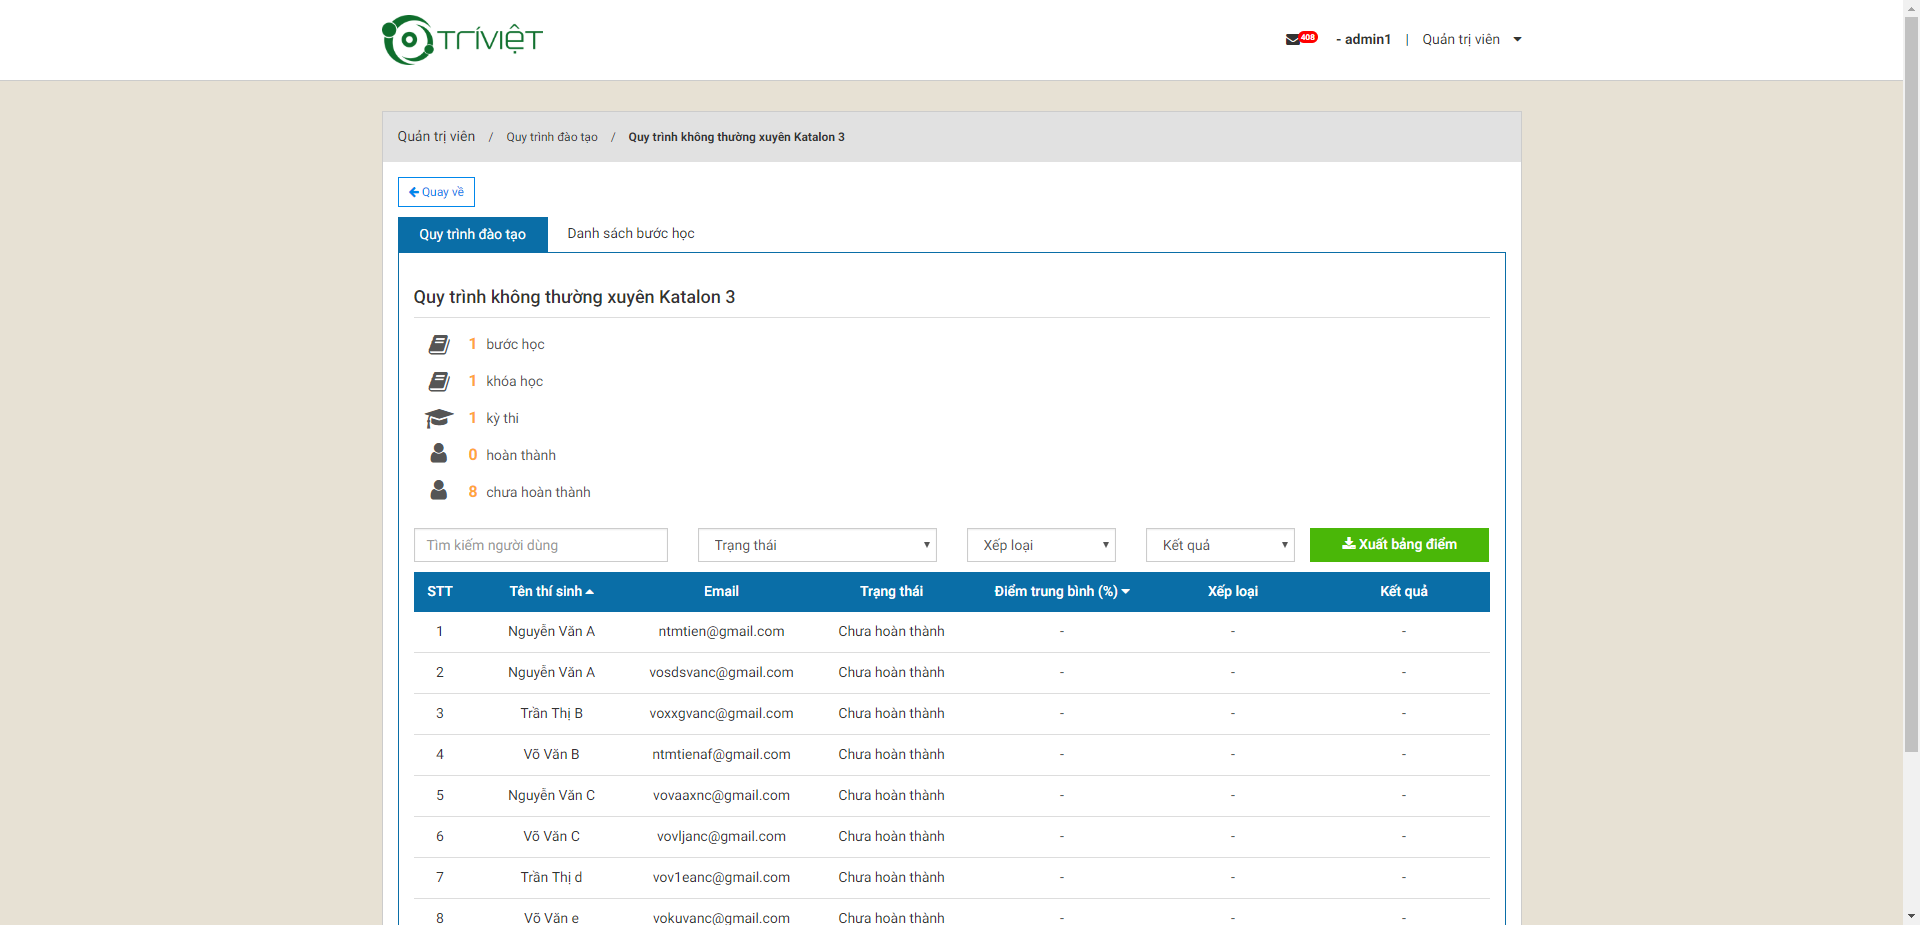 TRÍVIỆT
408 - admin1 | Quản trị viên
Quản trị viên / Quy trình đào tạo / Quy trình không thường xuyên Katalon 3
Quay về
Quy trình đào tạo Danh sách bước học
Quy trình không thường xuyên Katalon 3
1 bước học
1 khóa học
1 kỳ thi
0 hoàn thành
8 chưa hoàn thành
Tìm kiếm người dùng Trạng thái Xếp loại Kết quả Xuất bảng điểm
STT Tên thí sinh Email Trạng thái Điểm trung bình (%) Xếp loại Kết quả
1 Nguyễn Văn A ntmtien@gmail.com Chưa hoàn thành - - -
2 Nguyễn Văn A vosdsvanc@gmail.com Chưa hoàn thành - - -
3 Trần Thị B voxxgvanc@gmail.com Chưa hoàn thành - - -
4 Võ Văn B ntmtienaf@gmail.com Chưa hoàn thành - - -
5 Nguyễn Văn C vovaaxnc@gmail.com Chưa hoàn thành - - -
6 Võ Văn C vovljanc@gmail.com Chưa hoàn thành - - -
7 Trần Thị d vov1eanc@gmail.com Chưa hoàn thành - - -
8 Võ Văn e vokuvanc@gmail.com Chưa hoàn thành - - -